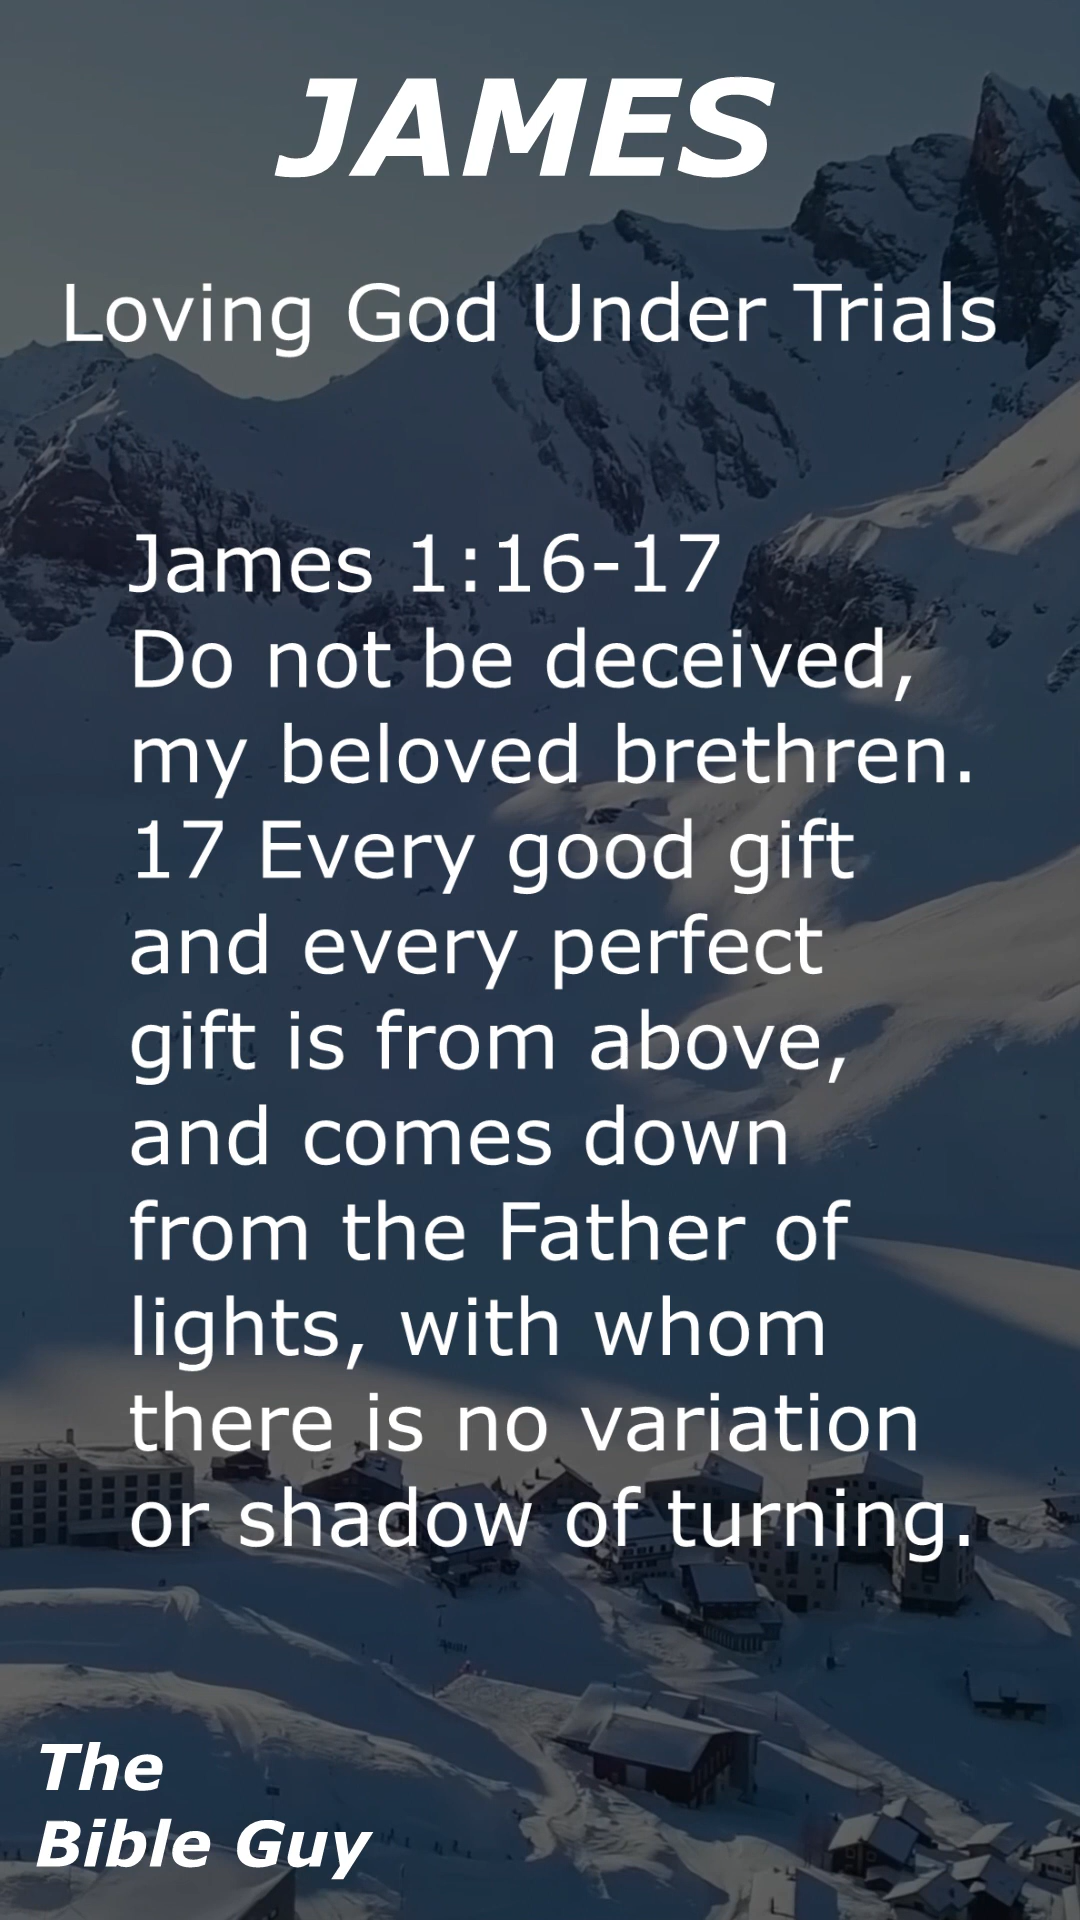 JAMES
Loving God Under Trials
James 1:16-17
Do not be deceived,
my beloved brethren.
17 Every good gift
and every perfect
gift is from above,
and comes down
from the Father of
lights, with whom
there is no variation
or shadow of turning.
The
Bible Guy